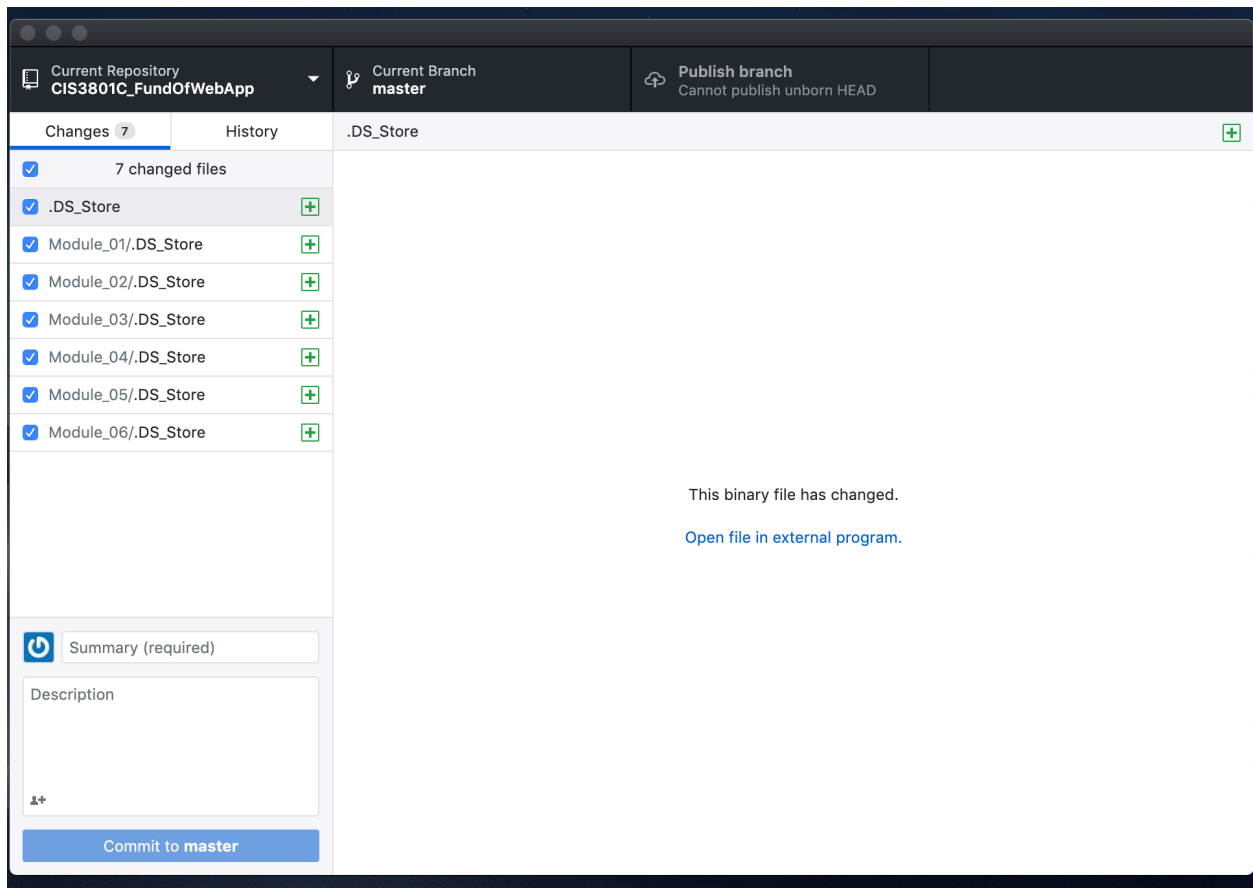 Current Repository
CIS3801C_FundOfWebApp
Current Branch
master
Publish branch
Cannot publish unborn HEAD
Changes 7
History
.DS_Store
7 changed files
.DS_Store
Module_01/.DS_Store
Module_02/.DS_Store
Module_03/.DS_Store
Module_04/.DS_Store
Module_05/.DS_Store
Module_06/.DS_Store
This binary file has changed.
Open file in external program.
Summary (required)
Description
Commit to master